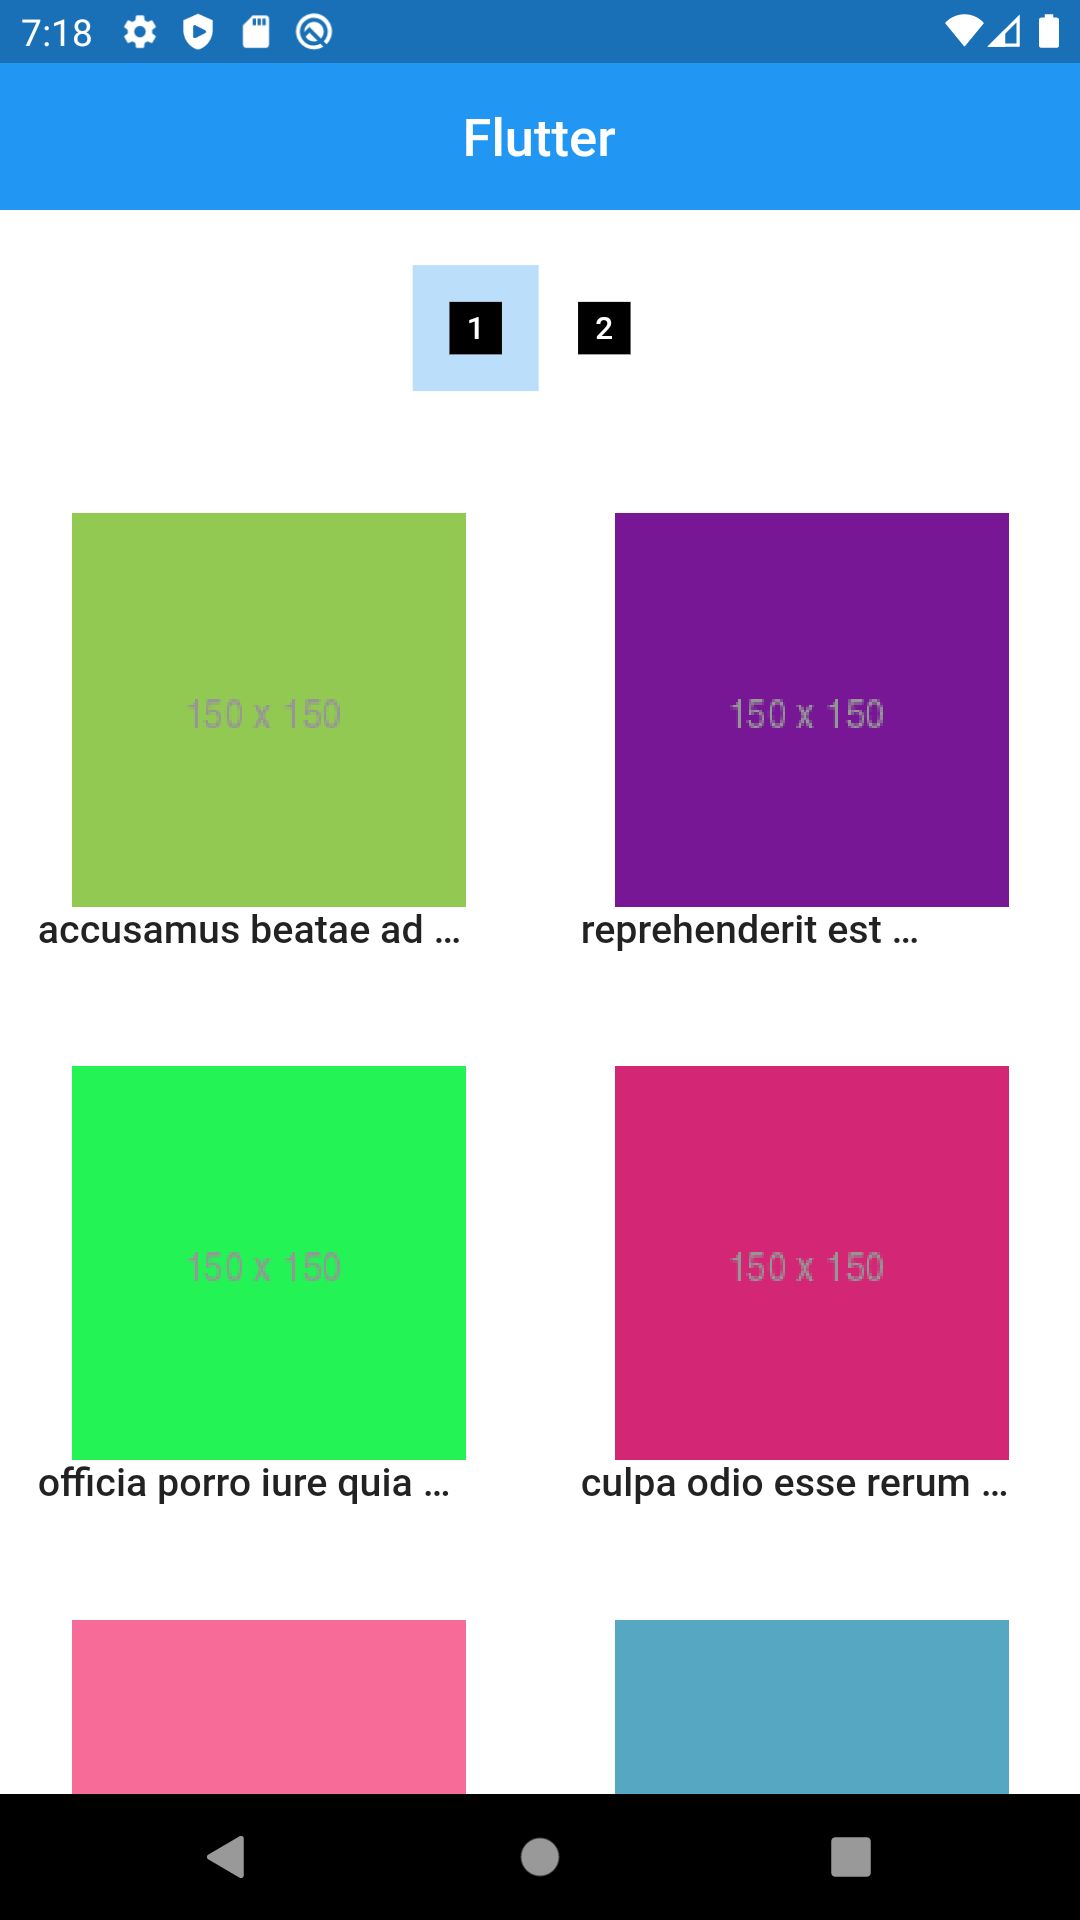 7:18
Flutter
1 2
150 x 150 150 x 150
accusamus beatae ad ... reprehenderit est ...
150 x 150 150 x 150
officia porro iure quia ... culpa odio esse rerum ...